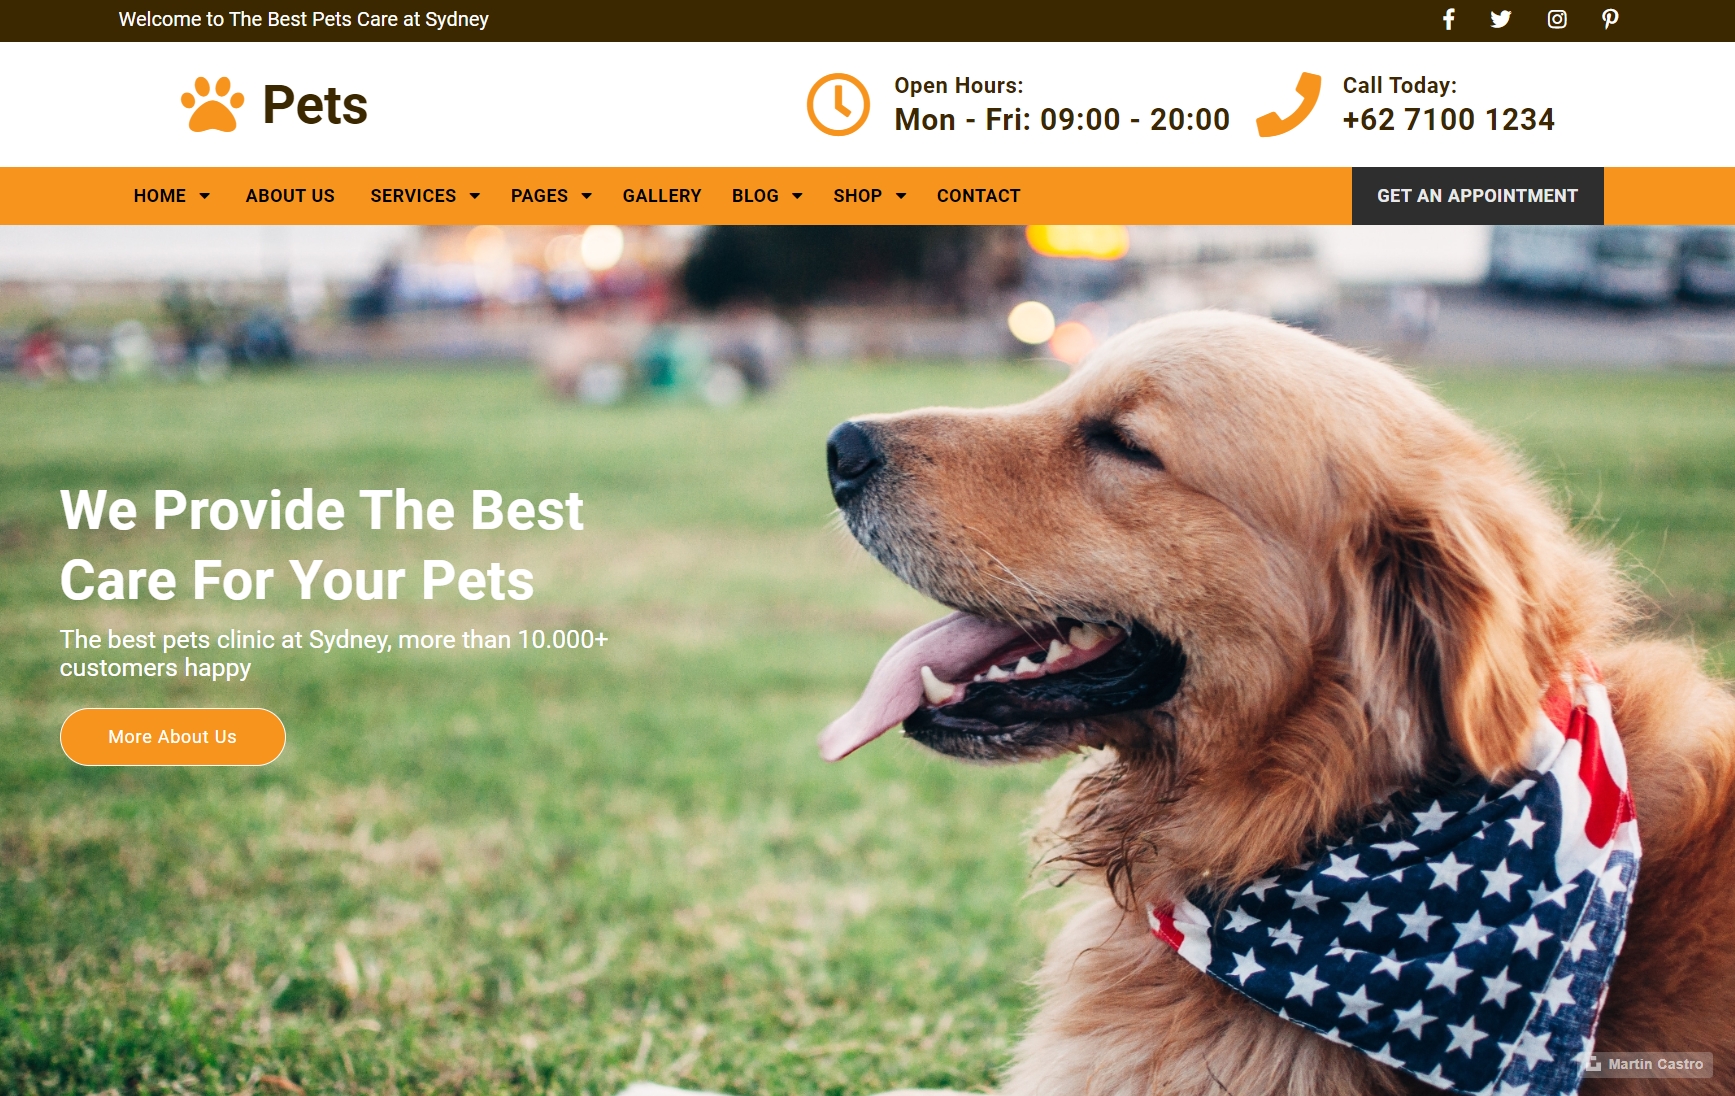 Welcome to The Best Pets Care at Sydney
Pets
Open Hours:
Mon - Fri: 09:00 - 20:00
Call Today:
+62 7100 1234
HOME
ABOUT US
SERVICES
PAGES
GALLERY
BLOG
SHOP
CONTACT
GET AN APPOINTMENT
We Provide The Best
Care For Your Pets
The best pets clinic at Sydney, more than 10.000+
customers happy
More About Us
Martin Castro